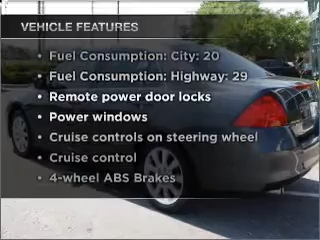 VEHICLE FEATURES
• Fuel Consumption: City: 20
• Fuel Consumption: Highway: 29
• Remote power door locks
• Power windows
• Cruise controls on steering wheel
• Cruise control
• 4-wheel ABS Brakes